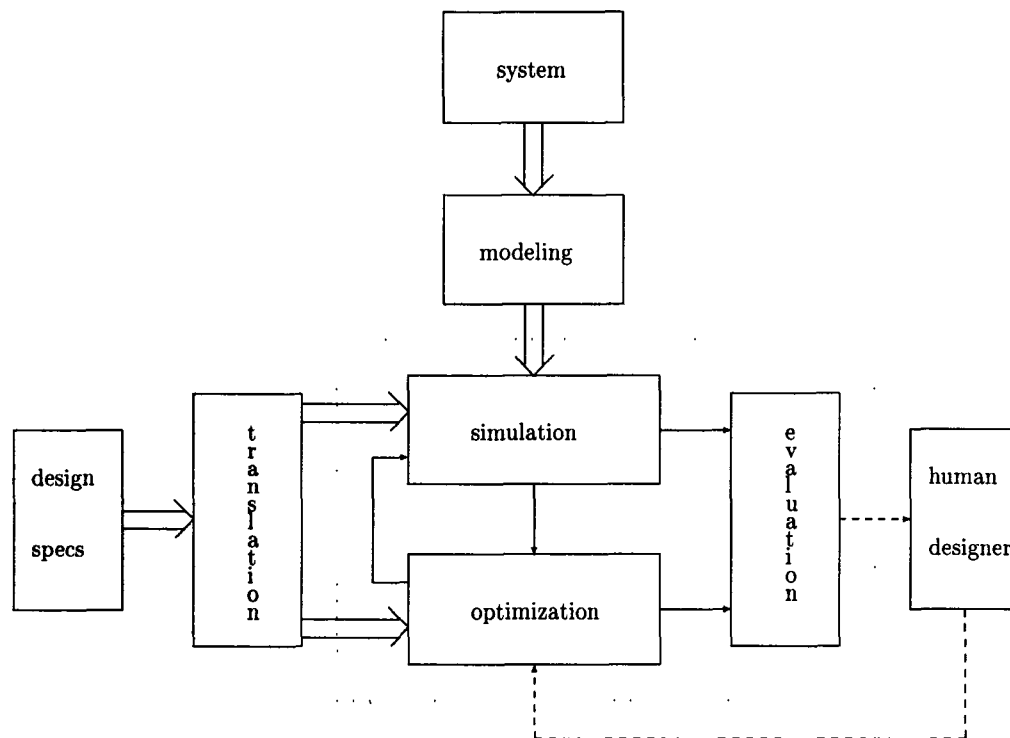 system
modeling
simulation
translation
evaluation
design
specs
human
designer
optimization